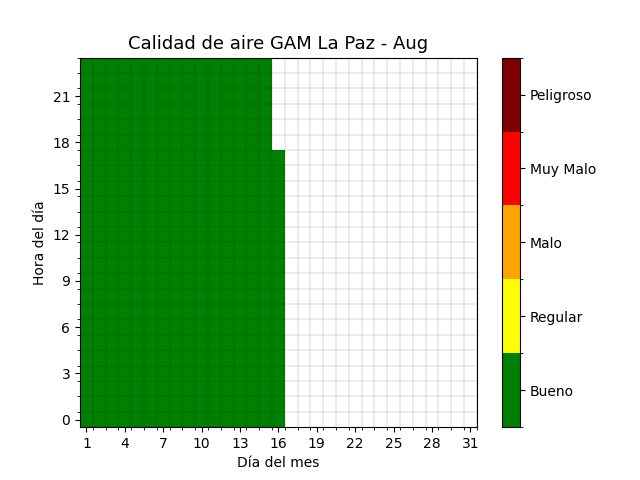 Calidad de aire GAM La Paz - Aug
Hora del día
21
18
15
12
9
6
3
0
1 4 7 10 13 16 19 22 25 28 31
Día del mes
Peligroso
Muy Malo
Malo
Regular
Bueno